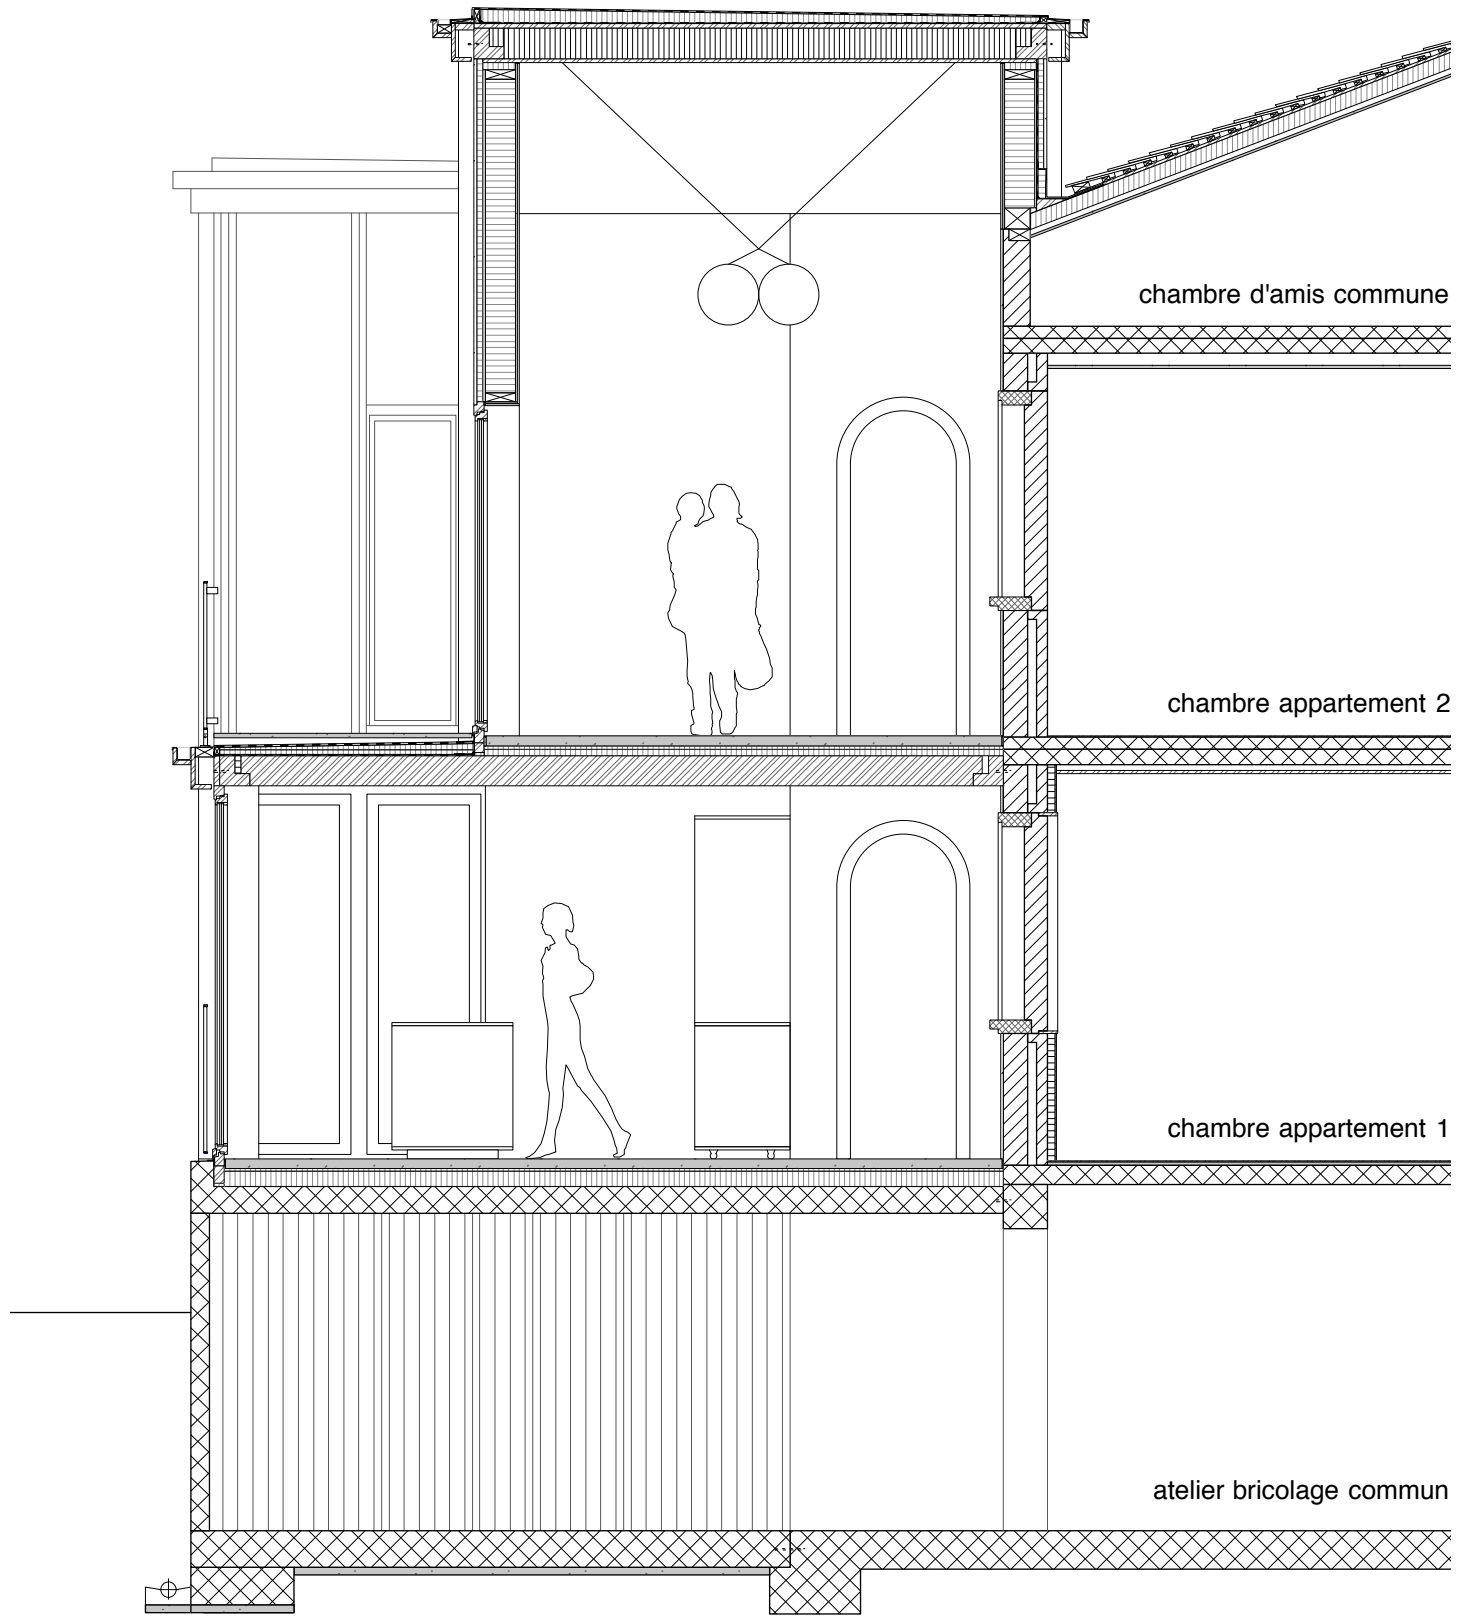 chambre d'amis commune
chambre appartement 2
chambre appartement 1
atelier bricolage commun